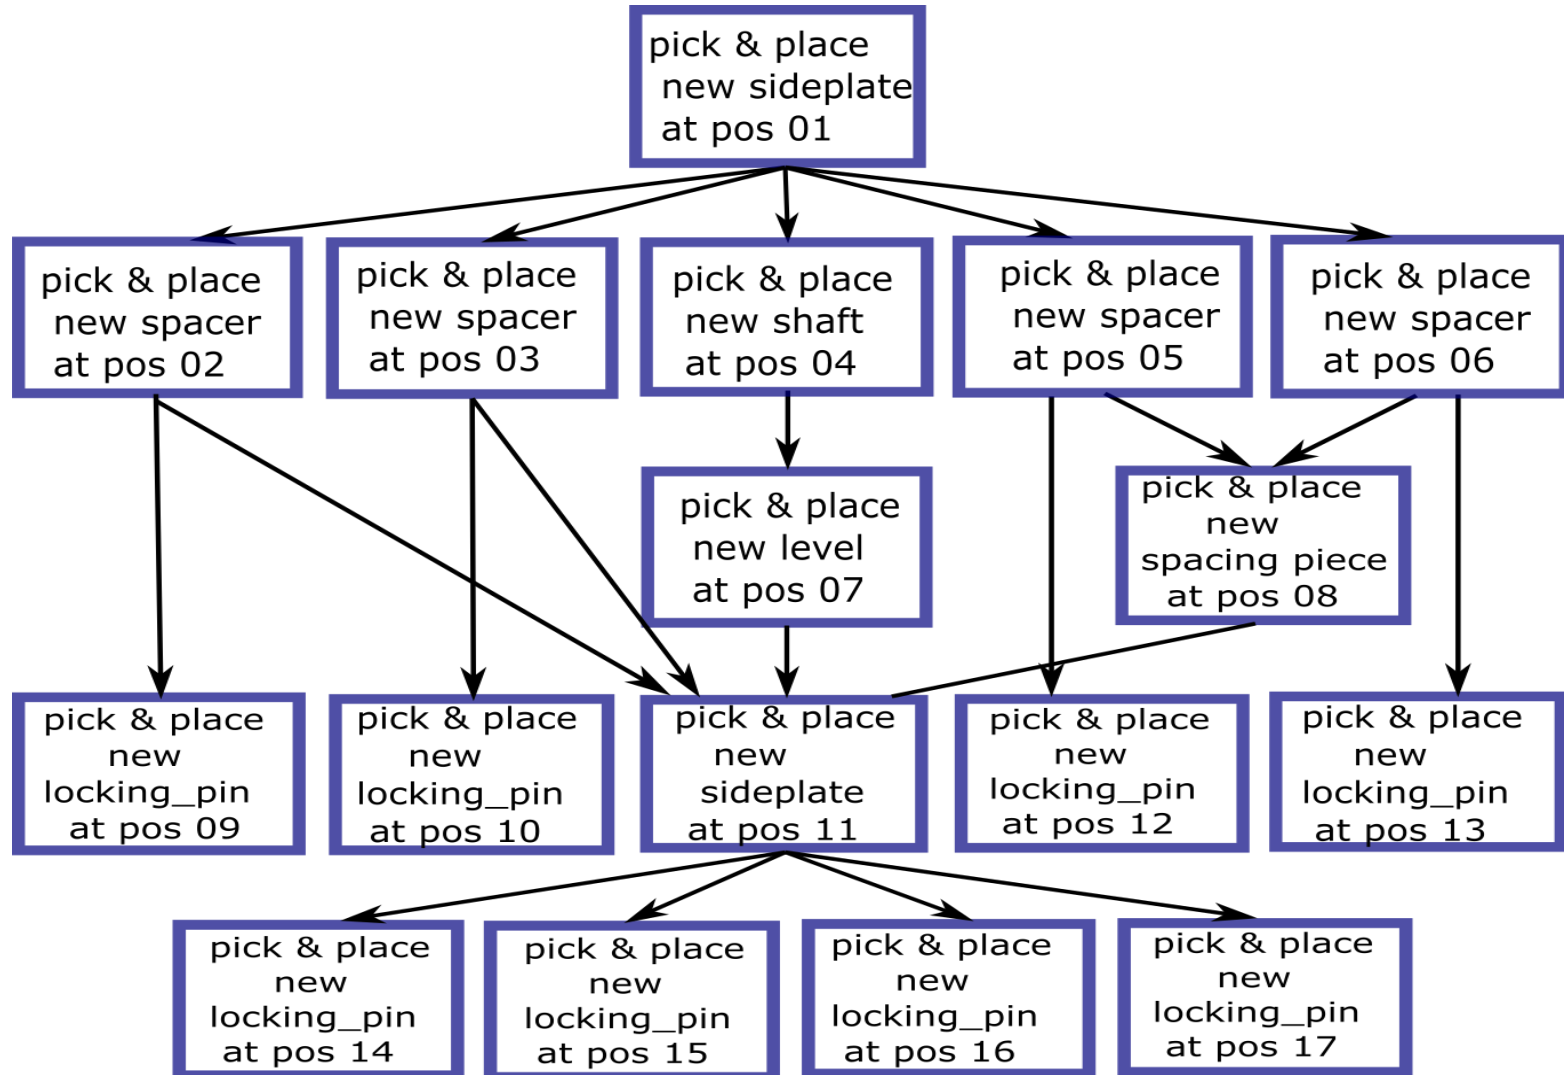 pick & place
new sideplate
at pos 01
pick & place
new spacer
at pos 02
pick & place
new spacer
at pos 03
pick & place
new shaft
at pos 04
pick & place
new spacer
at pos 05
pick & place
new spacer
at pos 06
pick & place
new level
at pos 07
pick & place
new
spacing piece
at pos 08
pick & place
new
locking_pin
at pos 09
pick & place
new
locking_pin
at pos 10
pick & place
new
sideplate
at pos 11
pick & place
new
locking_pin
at pos 12
pick & place
new
locking_pin
at pos 13
pick & place
new
locking_pin
at pos 14
pick & place
new
locking_pin
at pos 15
pick & place
new
locking_pin
at pos 16
pick & place
new
locking_pin
at pos 17